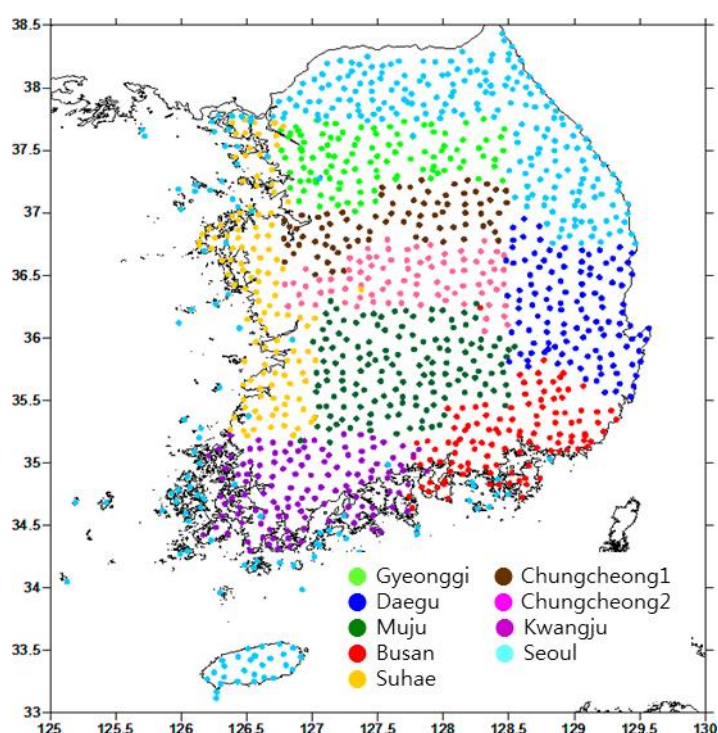 38.5
38
37.5
37
36.5
36
35.5
35
34.5
34
33.5
33
125 125.5 126 126.5 127 127.5 128 128.5 129 129.5 130
Gyeonggi Chungcheong1
Daegu Chungcheong2
Muju Kwangju
Busan Seoul
Suhae